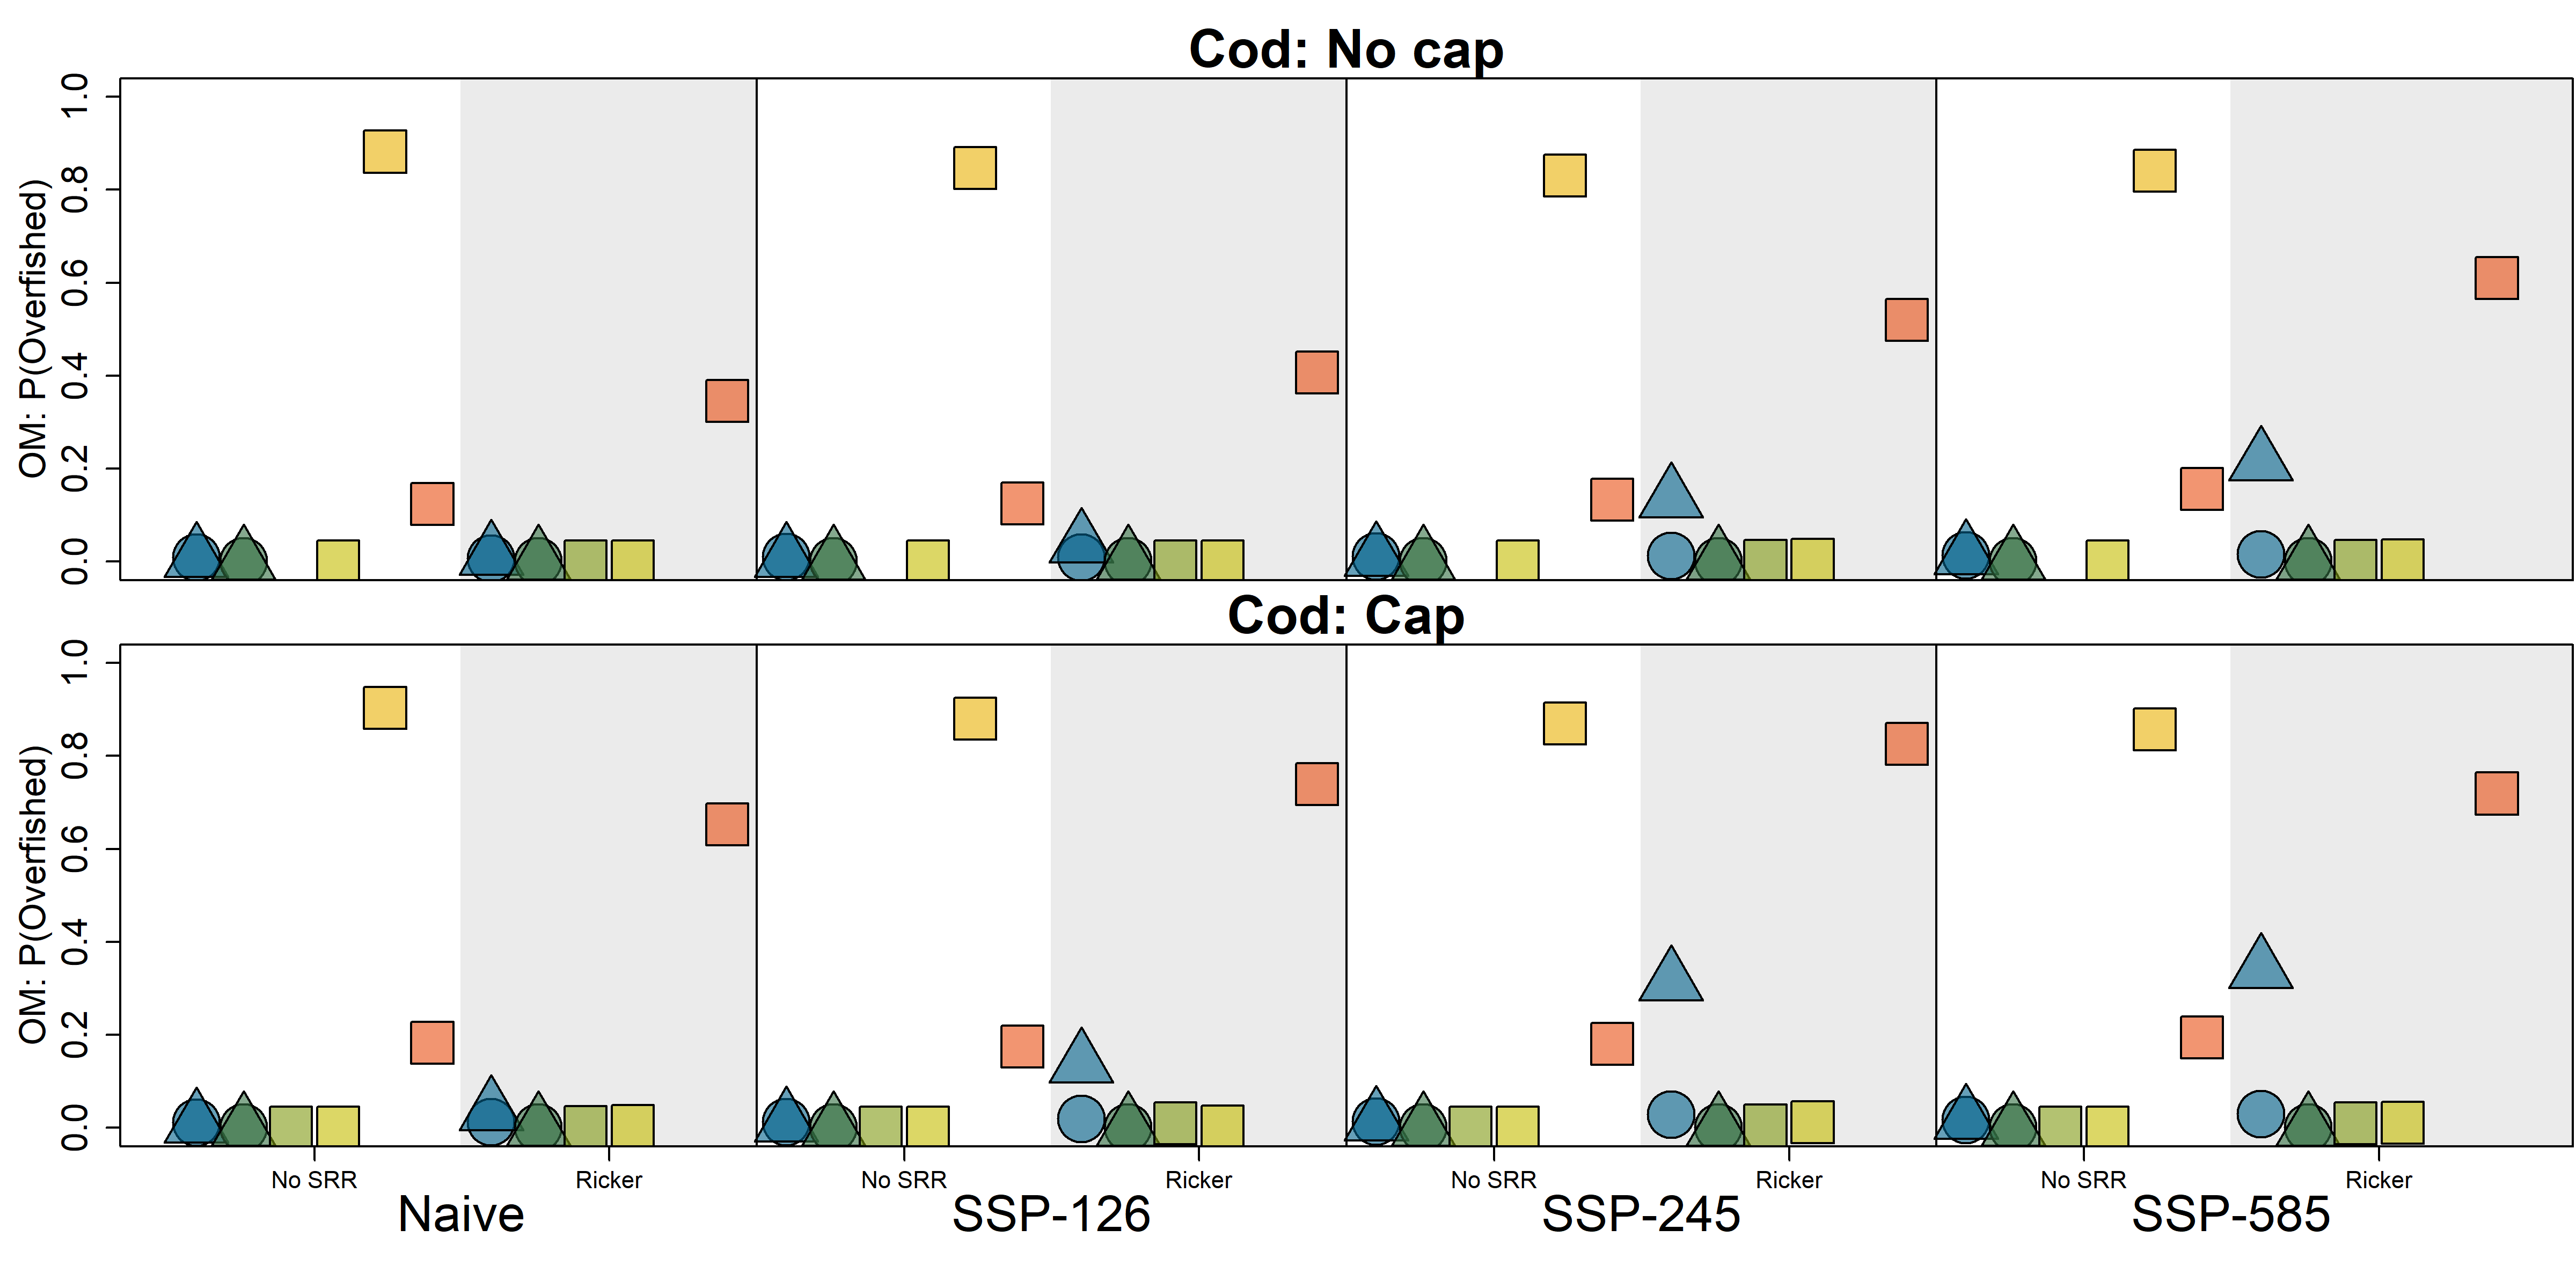 Cod: No cap
OM: P(Overfished)
1.0
0.8
0.6
0.4
0.2
0.0
Cod: Cap
OM: P(Overfished)
1.0
0.8
0.6
0.4
0.2
0.0
No SRR Ricker No SRR Ricker No SRR Ricker No SRR Ricker
Naive SSP-126 SSP-245 SSP-585